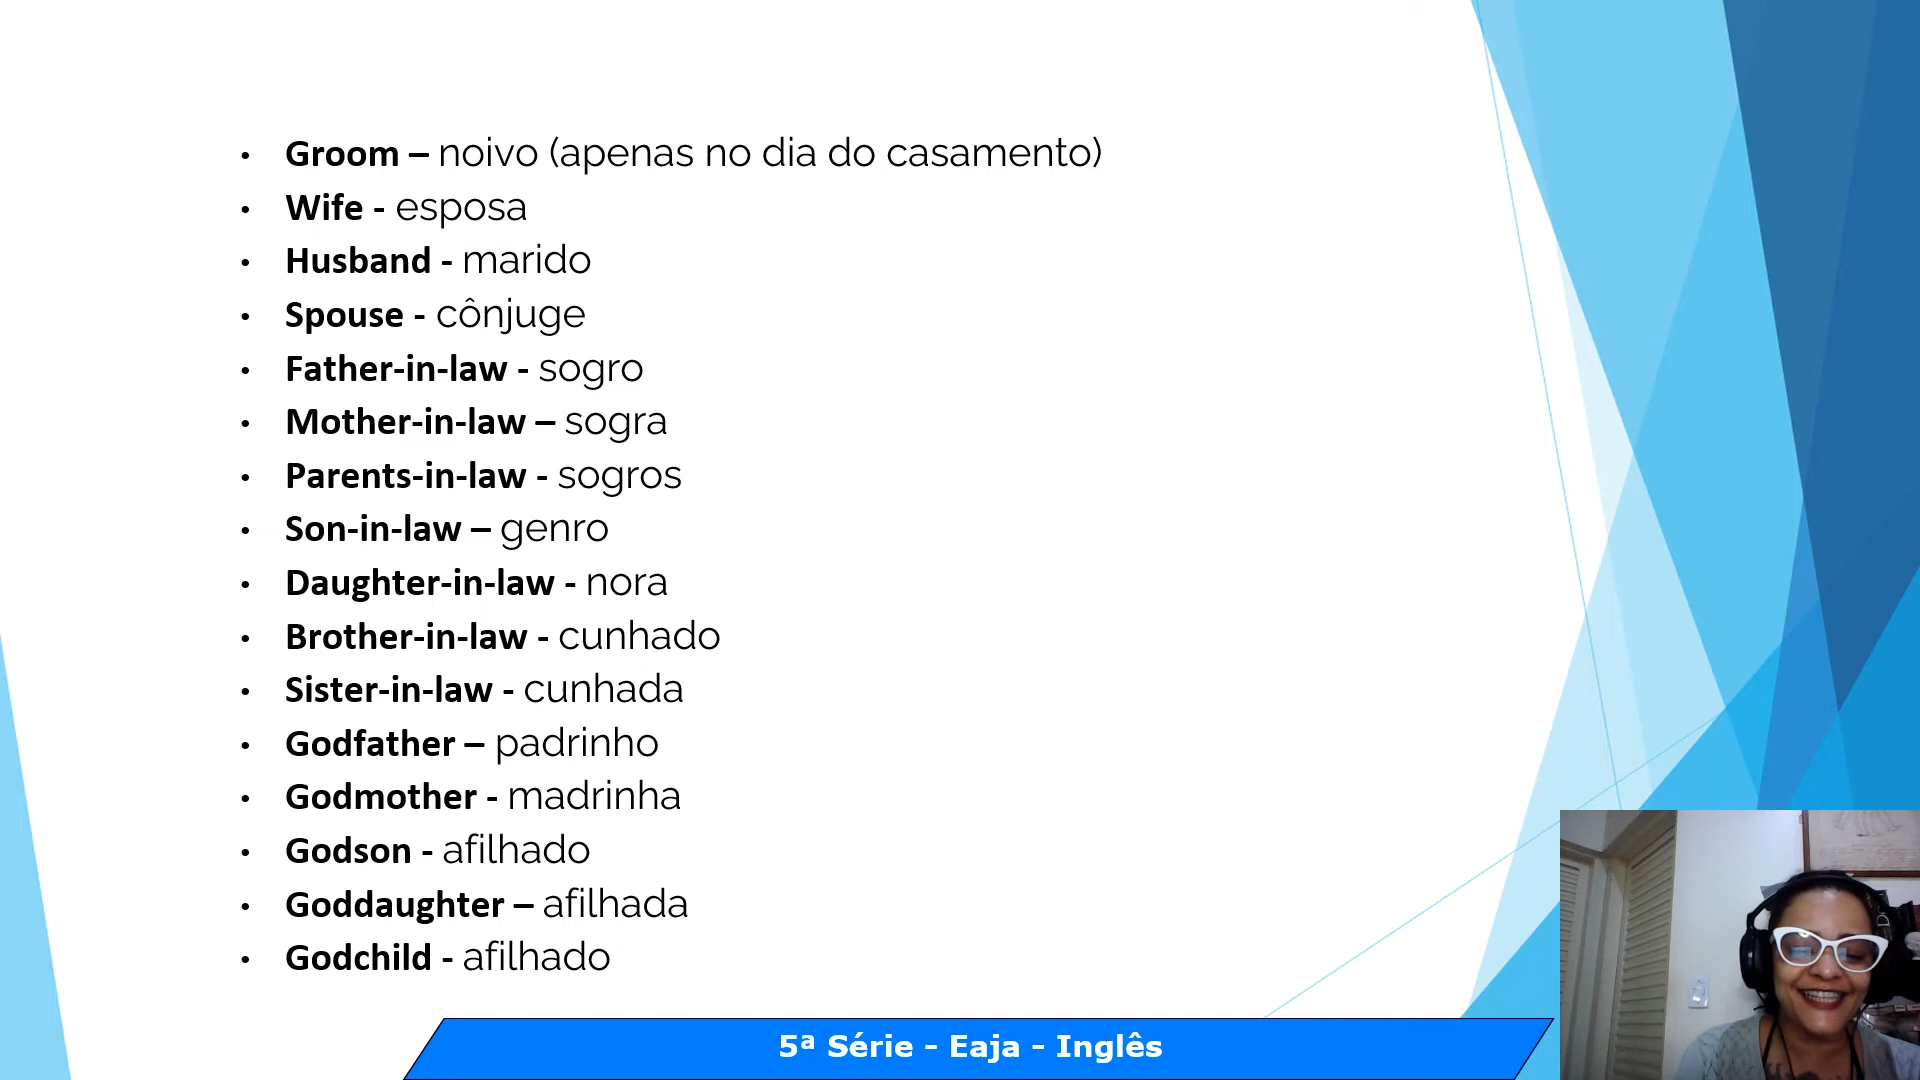 • Groom – noivo (apenas no dia do casamento)
• Wife - esposa
• Husband - marido
• Spouse - cônjuge
• Father-in-law - sogro
• Mother-in-law – sogra
• Parents-in-law - sogros
• Son-in-law – genro
• Daughter-in-law - nora
• Brother-in-law - cunhado
• Sister-in-law - cunhada
• Godfather – padrinho
• Godmother - madrinha
• Godson - afilhado
• Goddaughter – afilhada
• Godchild - afilhado
5ª Série - Eaja - Inglês